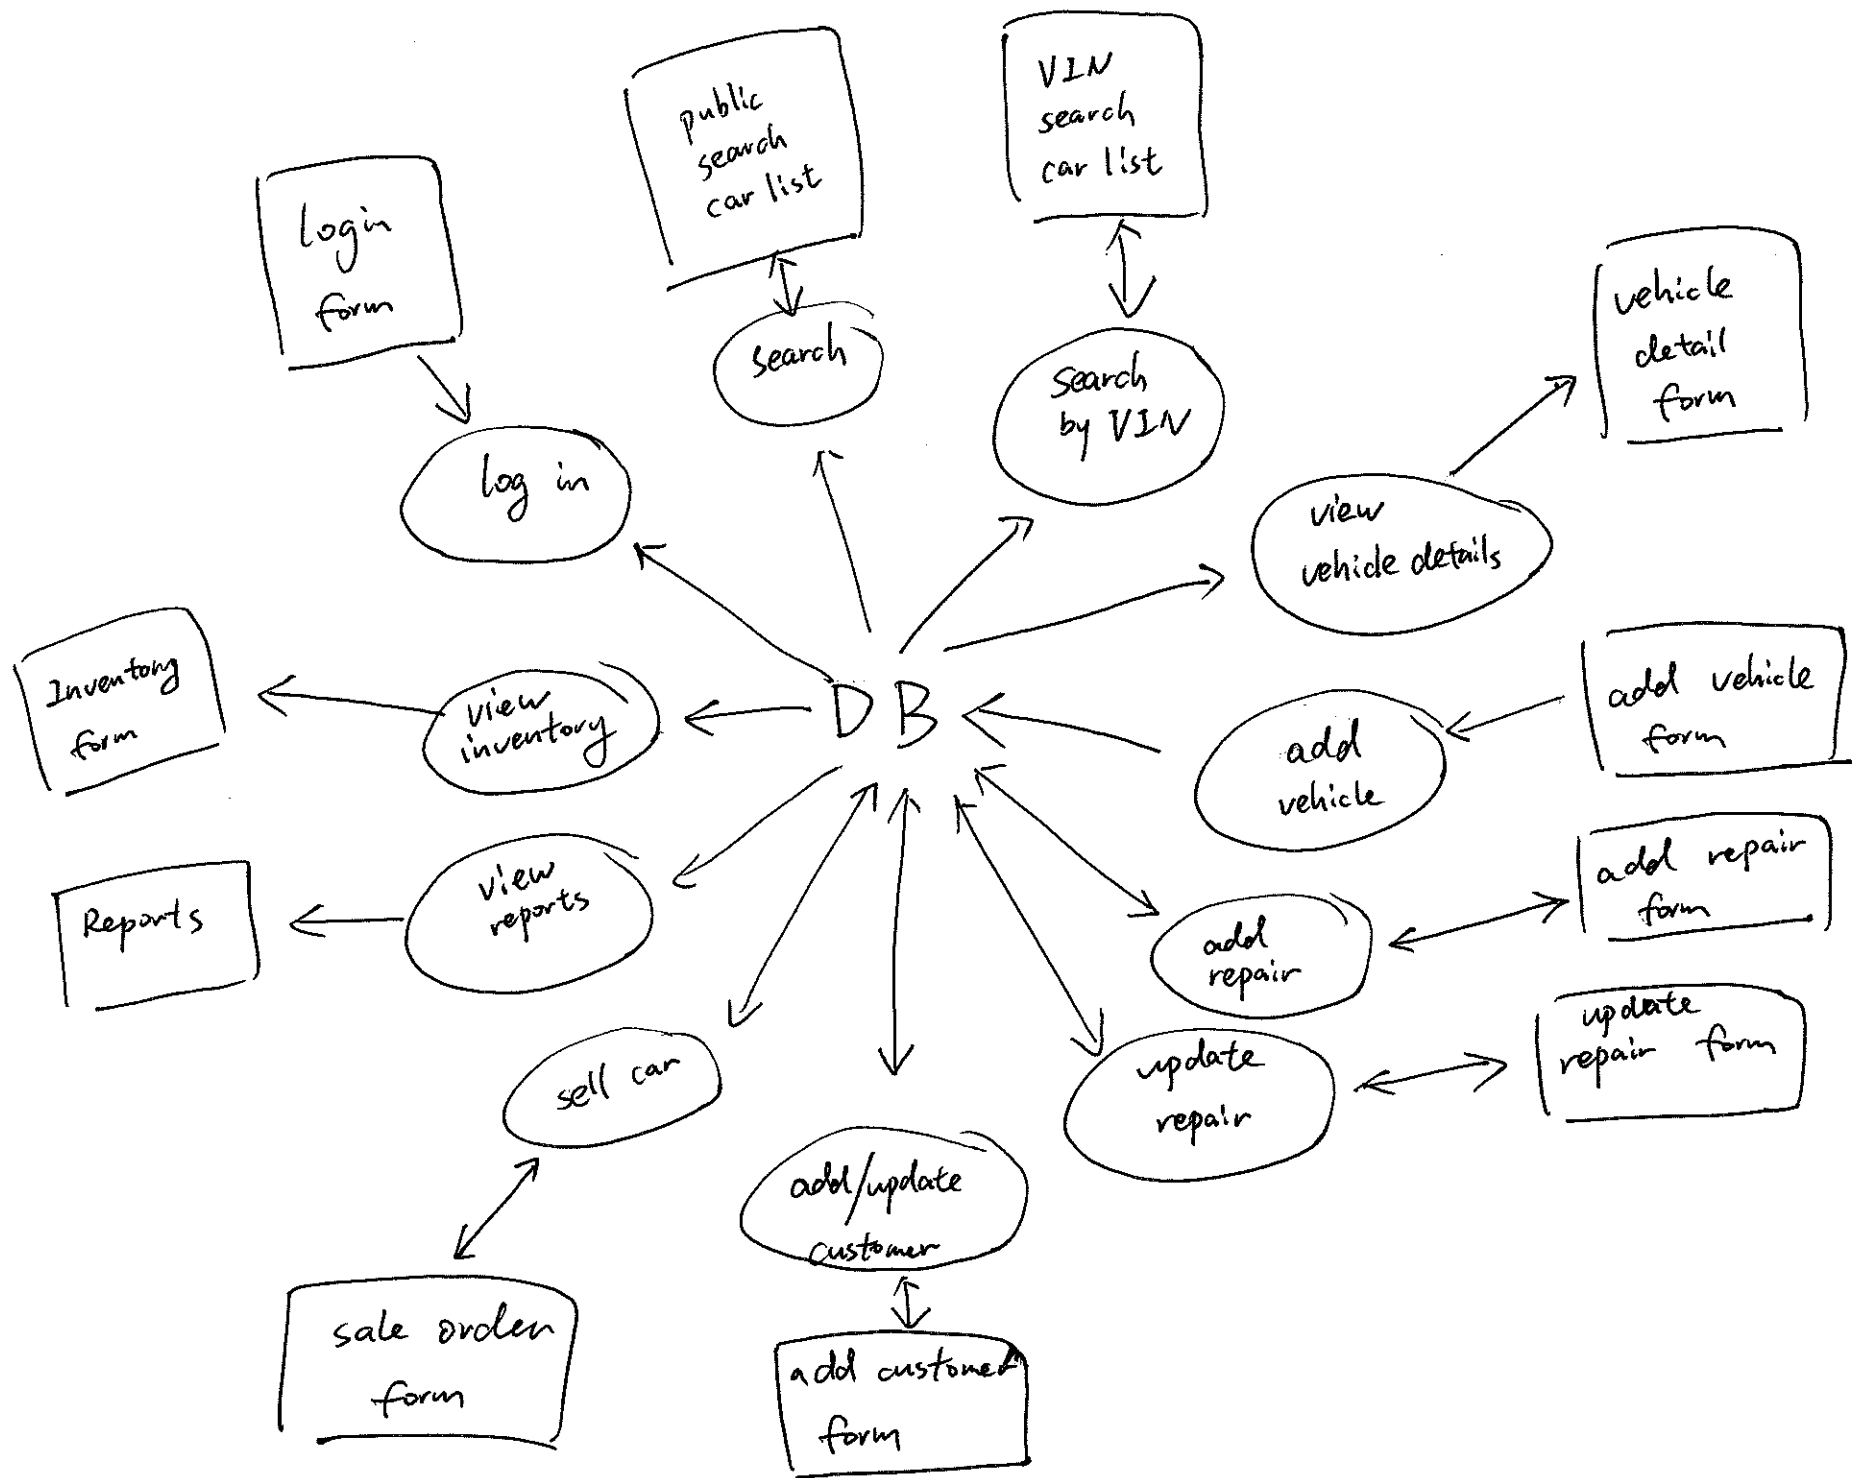 public
search
car list
VIN
search
car list
login
form
search
search
by VIN
vehicle
detail
form
log in
view
vehicle details
Inventory
form
view
inventory
DB
add
vehicle
add vehicle
form
Reports
view
reports
add
repair
add repair
form
sell car
update
repair
update
repair form
add/update
customer
sale order
form
add customer
form